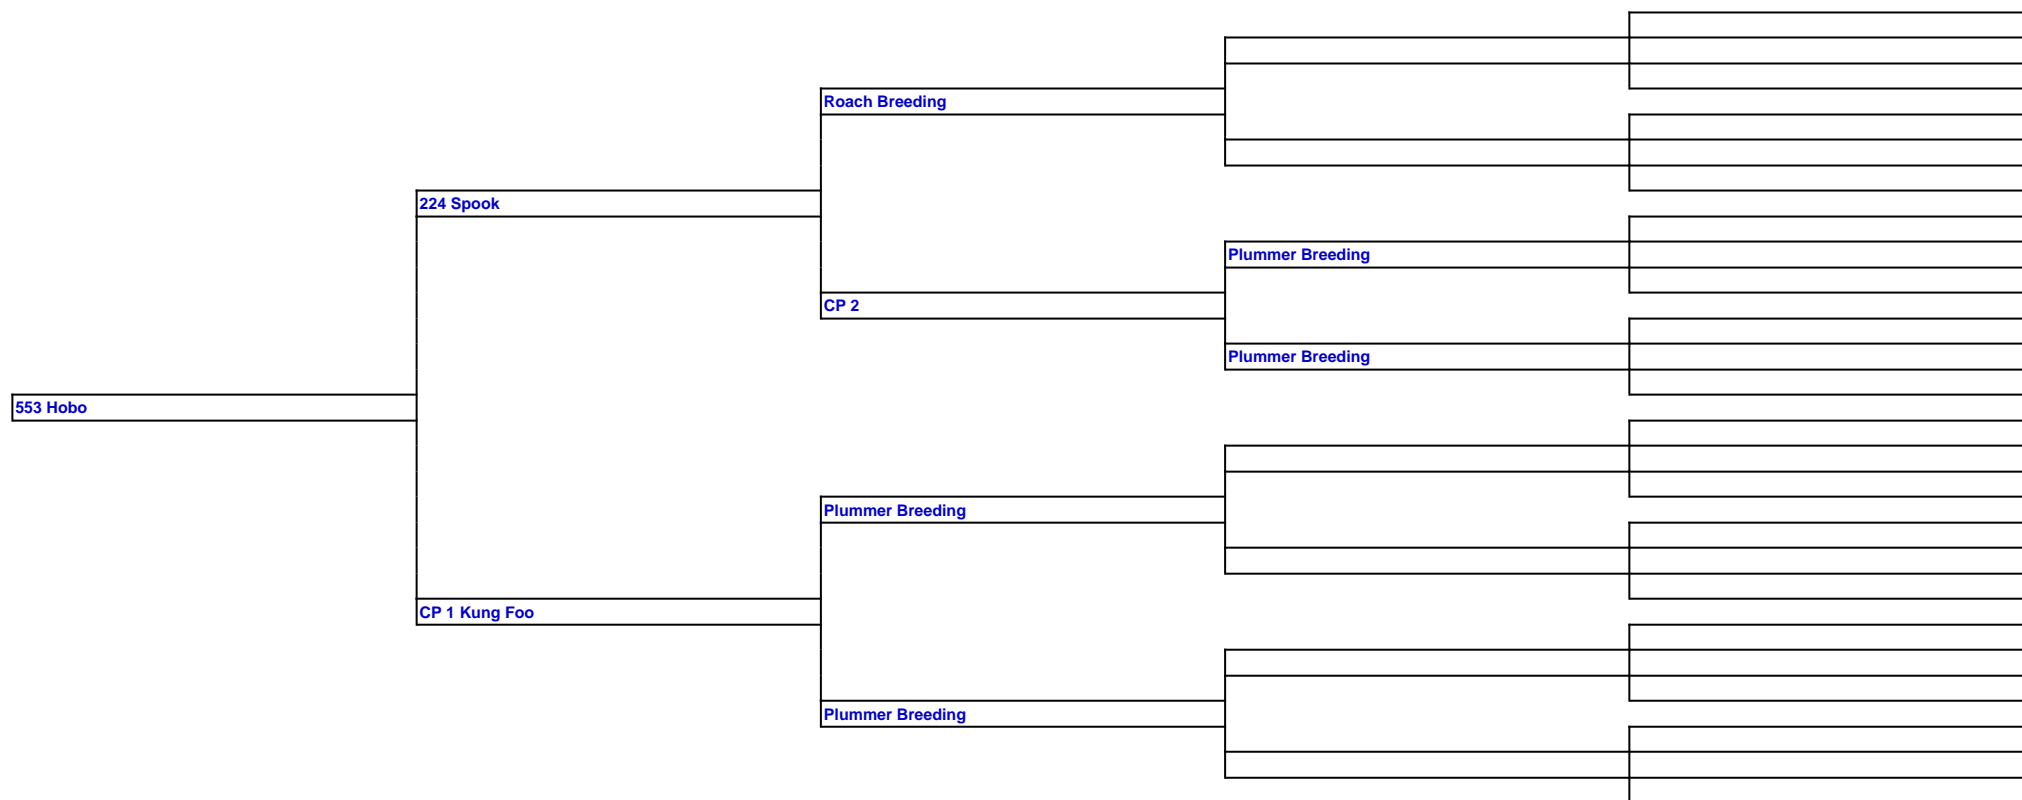 Roach Breeding
224 Spook
Plummer Breeding
CP 2
Plummer Breeding
553 Hobo
Plummer Breeding
CP 1 Kung Foo
Plummer Breeding